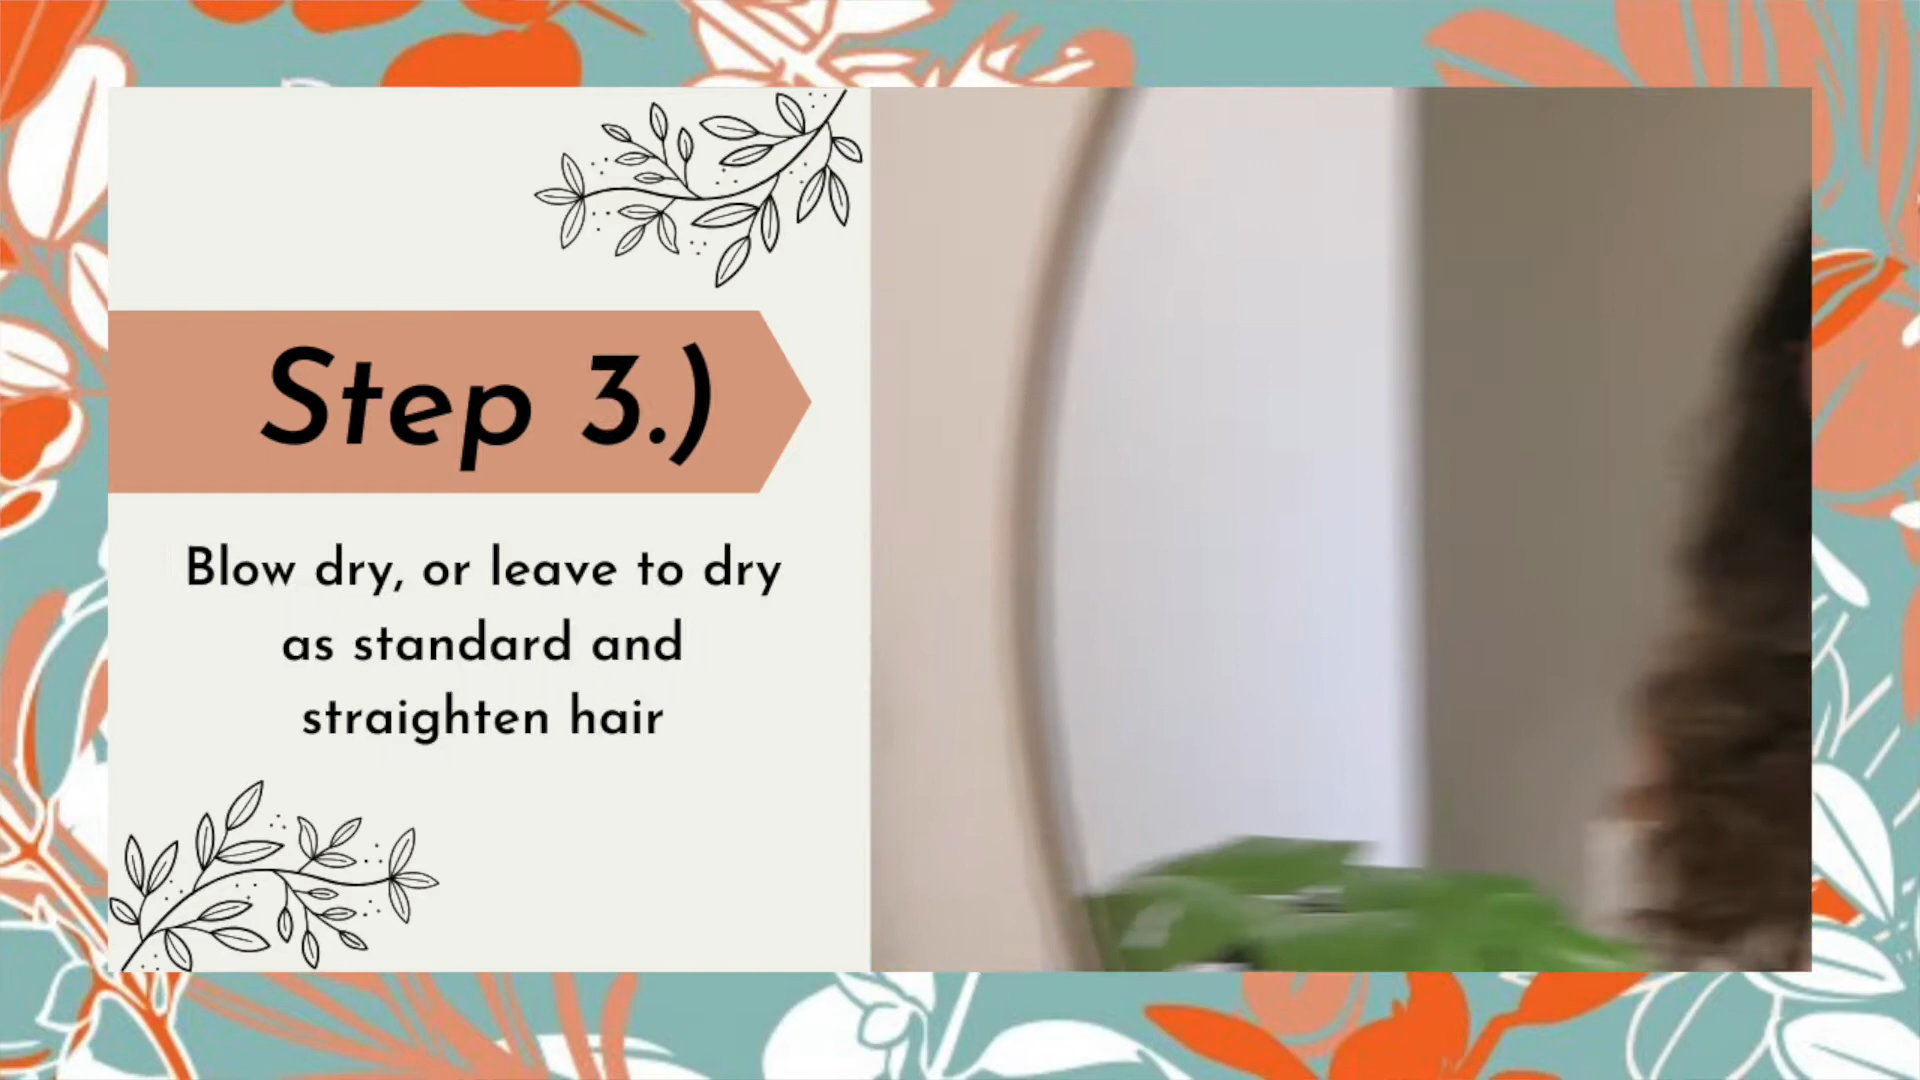 Step 3.)
Blow dry, or leave to dry
as standard and
straighten hair